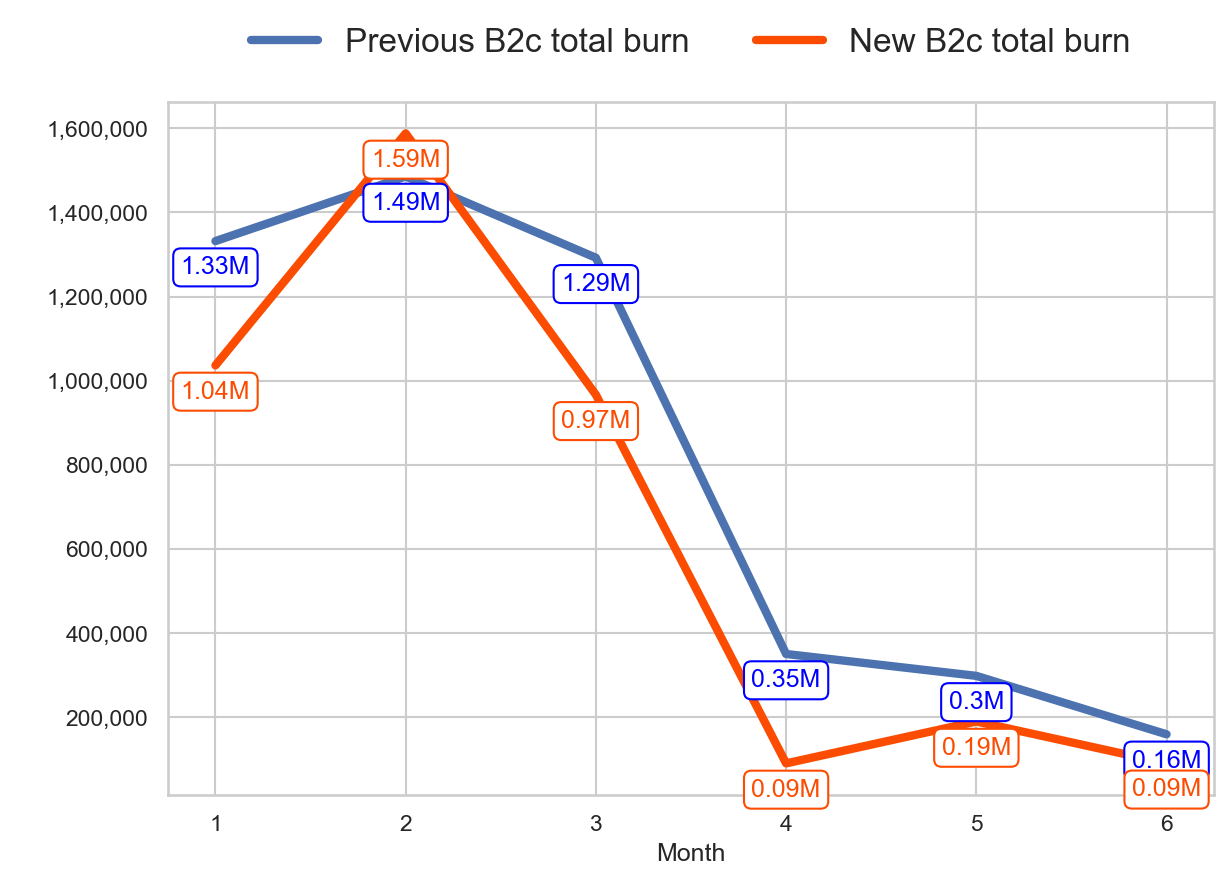 Previous B2c total burn New B2c total burn
1,600,000
1,400,000
1,200,000
1,000,000
800,000
600,000
400,000
200,000
1.59M
1.49M
1.33M
1.29M
1.04M
0.97M
0.35M
0.3M
0.19M
0.16M
0.09M
0.09M
1 2 3 4 5 6
Month